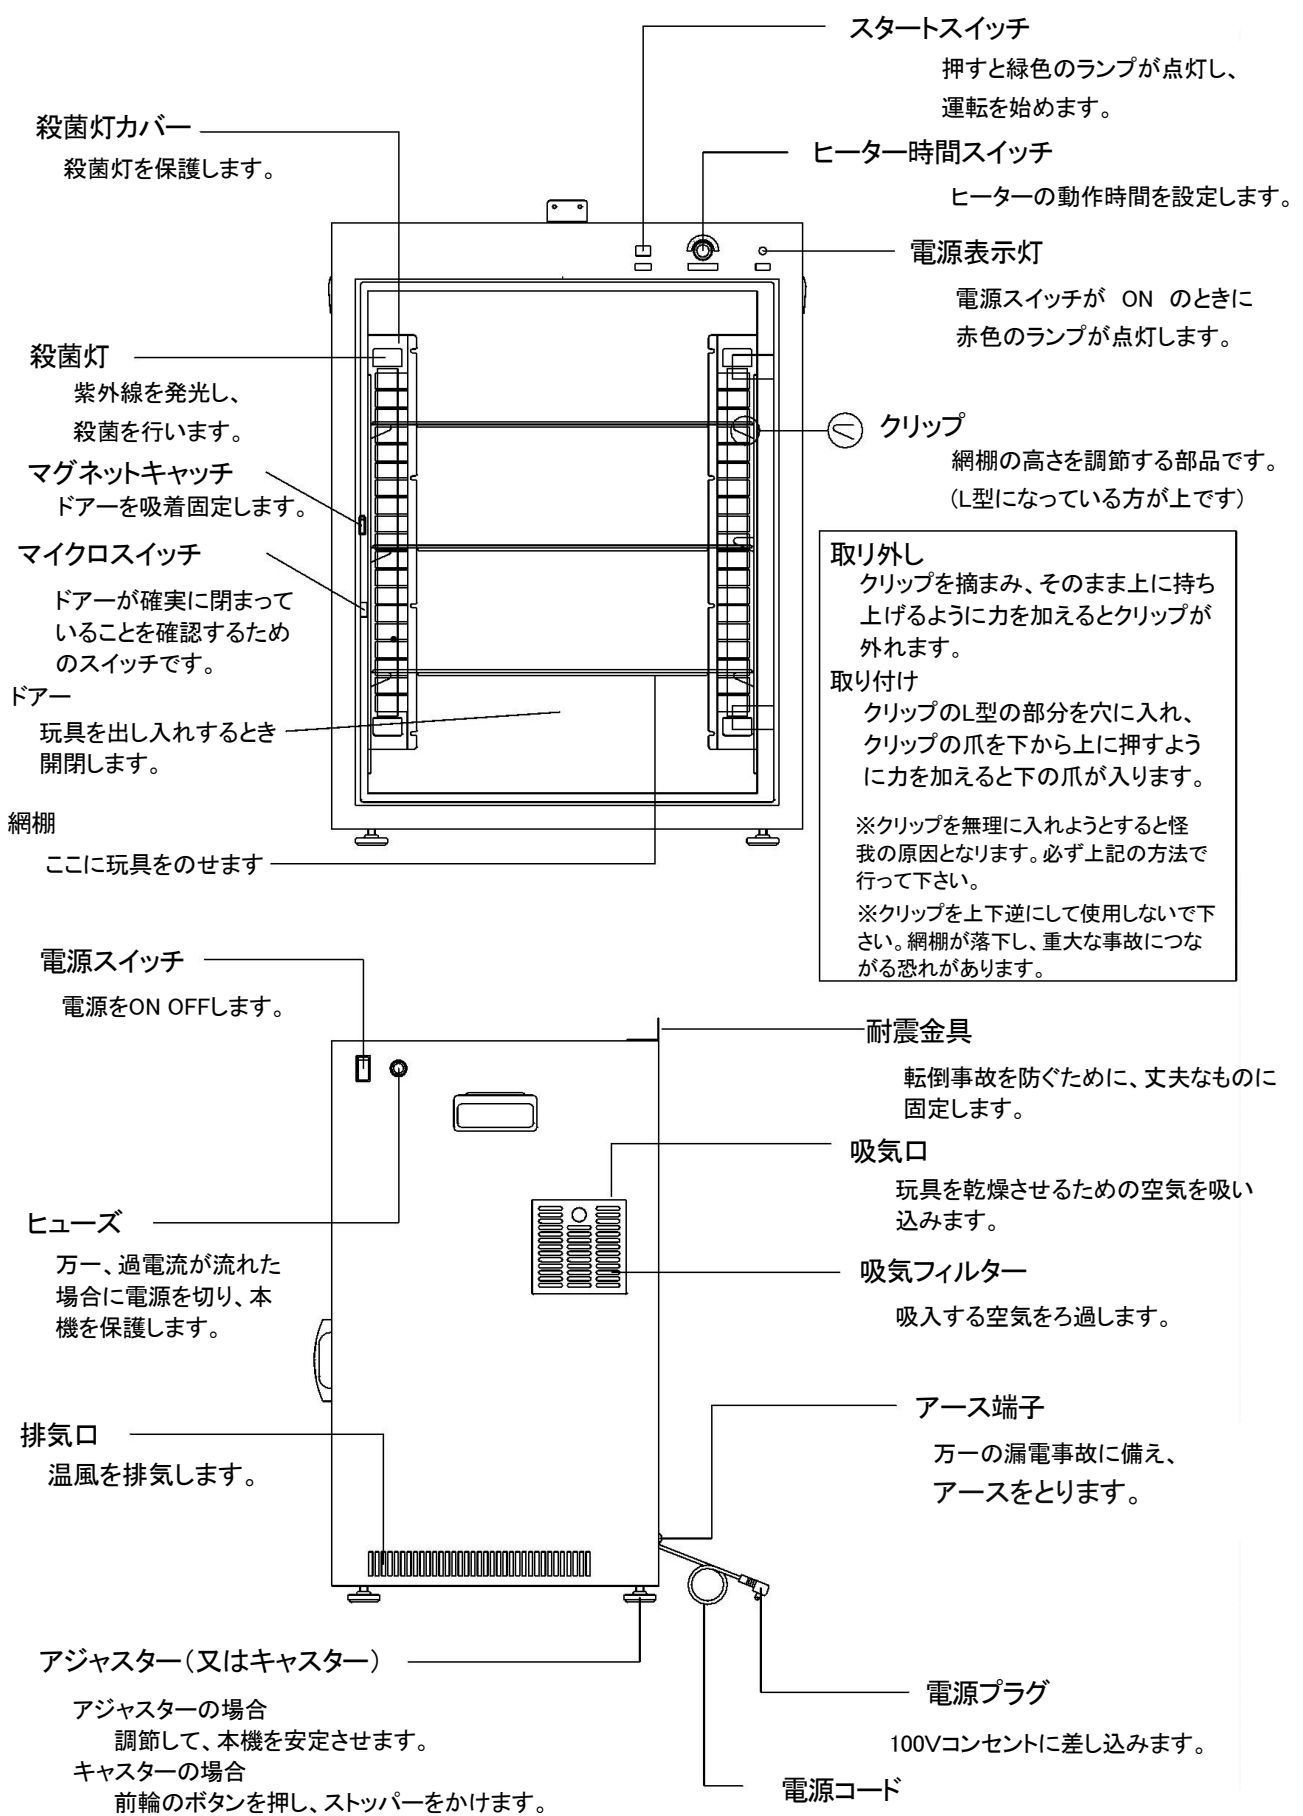 スタートスイッチ
押すと緑色のランプが点灯し、
運転を始めます。
殺菌灯カバー
殺菌灯を保護します。
ヒーター時間スイッチ
ヒーターの動作時間を設定します。
電源表示灯
電源スイッチが ON のときに
赤色のランプが点灯します。
殺菌灯
紫外線を発光し、
殺菌を行います。
クリップ
網棚の高さを調節する部品です。
(L型になっている方が上です)
マグネットキャッチ
ドアーを吸着固定します。
マイクロスイッチ
ドアーが確実に閉まって
いることを確認するため
のスイッチです。
ドアー
玩具を出し入れするとき
開閉します。
網棚
ここに玩具をのせます
取り外し
クリップを摘まみ、そのまま上に持ち
上げるように力を加えるとクリップが
外れます。
取り付け
クリップのL型の部分を穴に入れ、
クリップの爪を下から上に押すよう
に力を加えると下の爪が入ります。
※クリップを無理に入れようとすると怪
我の原因となります。必ず上記の方法で
行って下さい。
※クリップを上下逆にして使用しないで下
さい。網棚が落下し、重大な事故につな
がる恐れがあります。
電源スイッチ
電源をON OFFします。
耐震金具
転倒事故を防ぐために、丈夫なものに
固定します。
吸気口
玩具を乾燥させるための空気を吸い
込みます。
ヒューズ
万一、過電流が流れた
場合に電源を切り、本
機を保護します。
吸気フィルター
吸入する空気をろ過します。
アース端子
万一の漏電事故に備え、
アースをとります。
排気口
温風を排気します。
アジャスター(又はキャスター)
アジャスターの場合
調節して、本機を安定させます。
キャスターの場合
前輪のボタンを押し、ストッパーをかけます。
電源プラグ
100Vコンセントに差し込みます。
電源コード